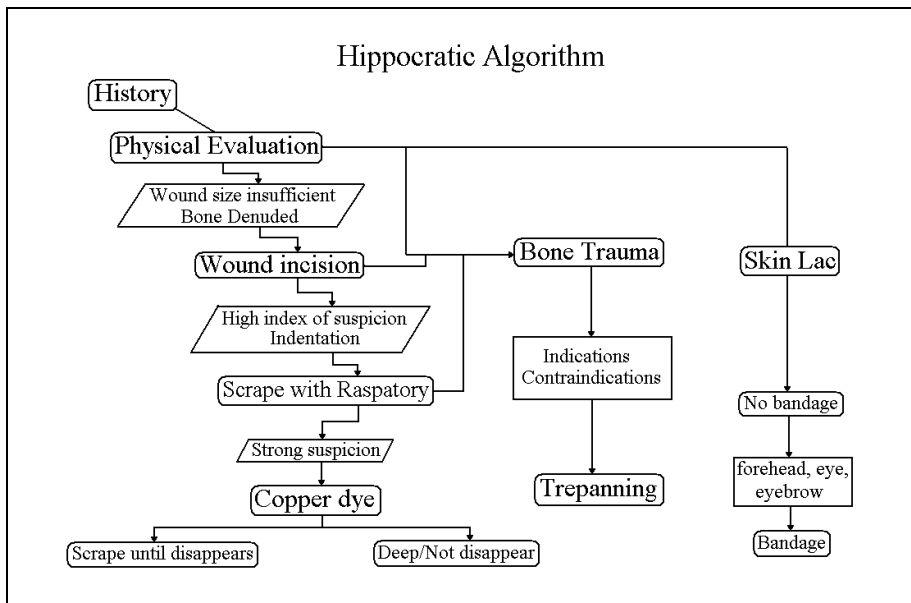 Hippocratic Algorithm
History
Physical Evaluation
Wound size insufficient
Bone Denuded
Wound incision
Bone Trauma
Skin Lac
High index of suspicion
Indentation
Indications
Contraindications
Scrape with Raspatory
No bandage
Strong suspicion
forehead, eye,
eyebrow
Copper dye
Trepanning
Scrape until disappears
Deep/Not disappear
Bandage